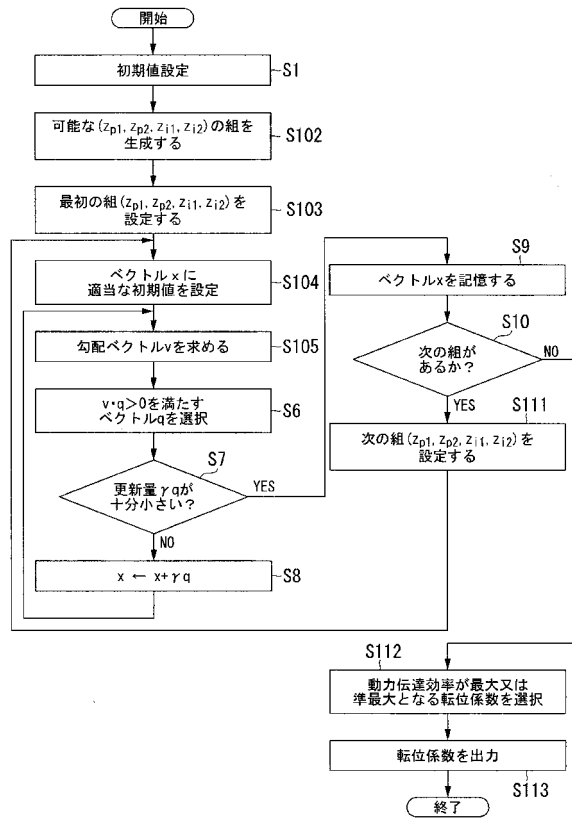 開始
初期値設定
S1
可能な(zp1, zp2, zi1, zi2)の組を
生成する
S102
最初の組(zp1, zp2, zi1, zi2)を
設定する
S103
ベクトルxに
適当な初期値を設定
S104
勾配ベクトルvを求める
S105
v・q>0を満たす
ベクトルqを選択
S6
S7
更新量γqが
十分小さい?
YES
NO
x ← x+γq
S8
S9
ベクトルxを記憶する
S10
次の組が
あるか?
NO
YES
S111
次の組(zp1, zp2, zi1, zi2)を
設定する
S112
動力伝達効率が最大又は
準最大となる転位係数を選択
転位係数を出力
S113
終了